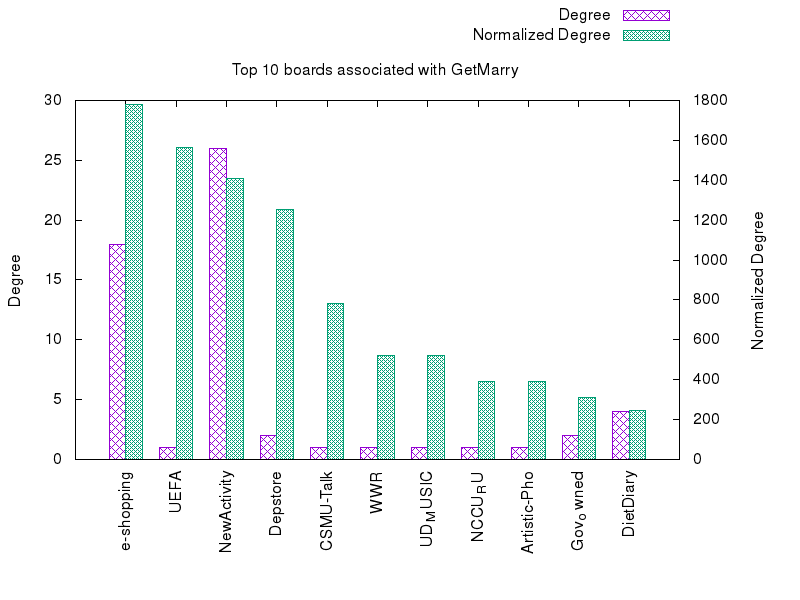 Degree
Normalized Degree
Top 10 boards associated with GetMarry
30
25
20
15
10
5
0
1800
1600
1400
1200
1000
800
600
400
200
0
Degree
Normalized Degree
e-shopping
UEFA
NewActivity
Depstore
CSMU-Talk
WWR
UD_MUSIC
NCCU_RU
Artistic-Pho
Gov_owned
DietDiary